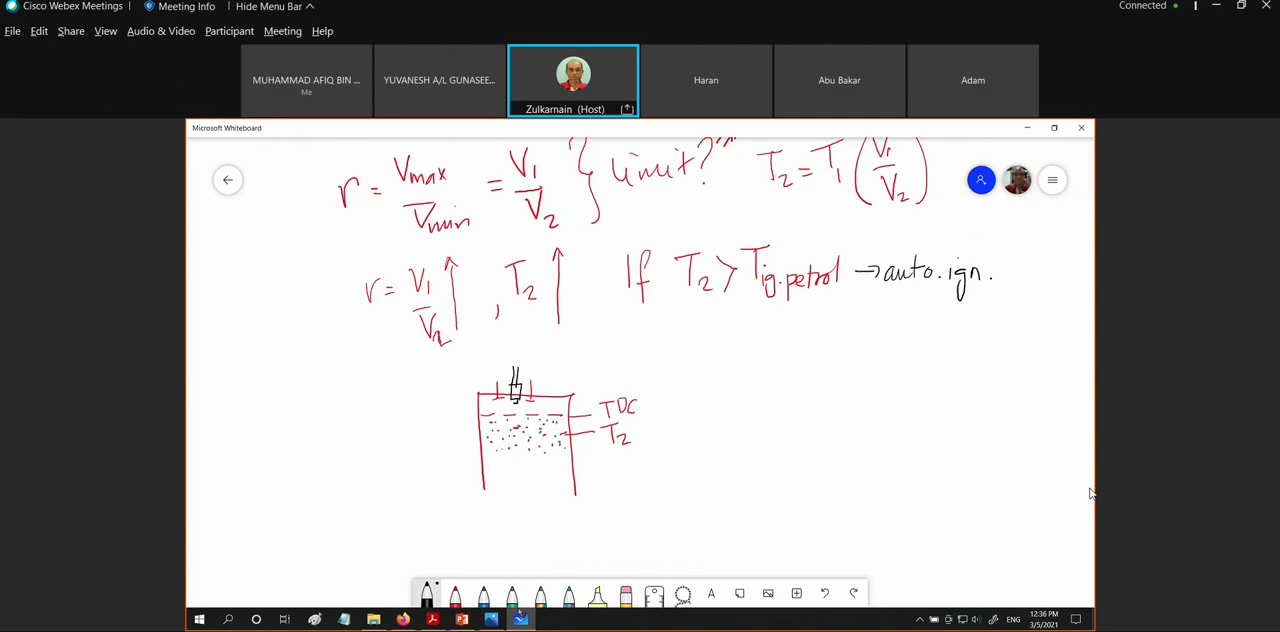 Cisco Webex Meetings | Meeting Info | Hide Menu Bar
Connected
File Edit Share View Audio & Video Participant Meeting Help
MUHAMMAD AFIQ BIN ...
Me
YUVANESH A/L GUNASEE...
Zulkarnain (Host)
Haran
Abu Bakar
Adam
Microsoft Whiteboard
r = Vmax / Vmin = V1 / V2 } limit? T2 = T1 (V1 / V2)
r = V1 / V2 ↑ , T2 ↑ If T2 > Tig.petrol → auto.ign.
TDC
T2
A
ENG
12:36 PM
3/5/2021